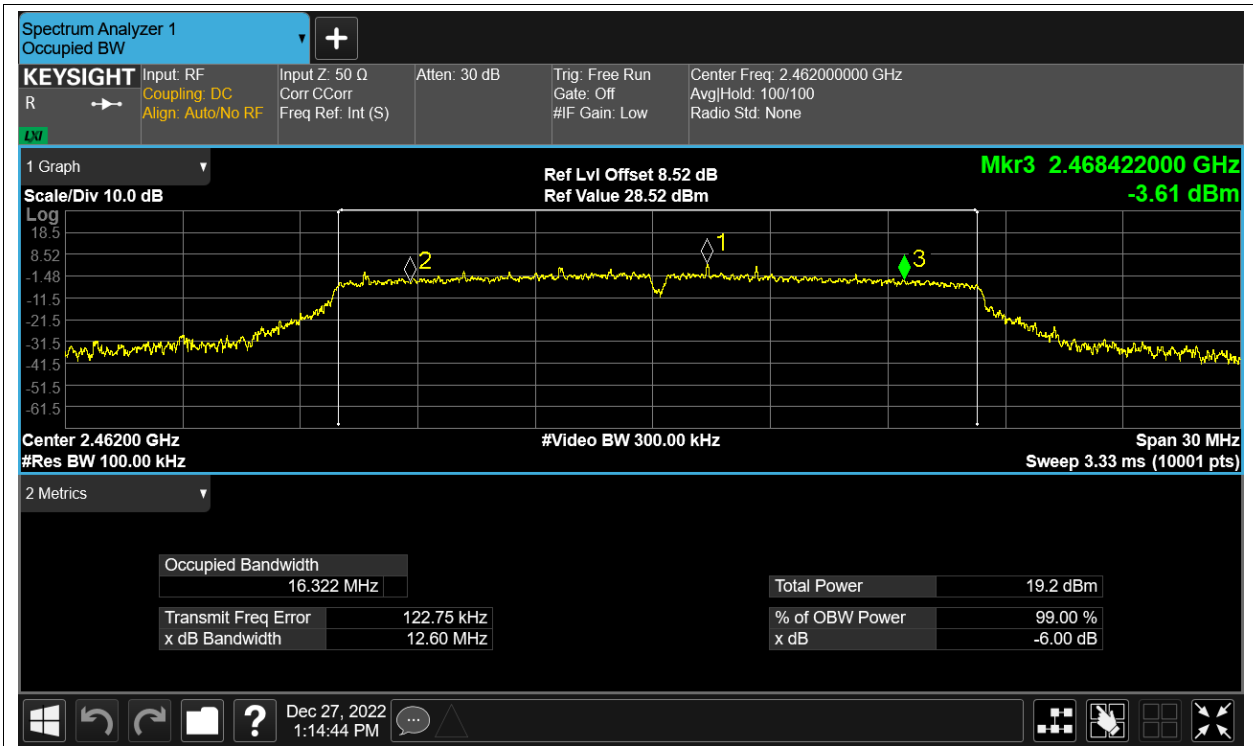 Spectrum Analyzer 1
Occupied BW
KEYSIGHT
R
LXI
Input: RF
Coupling: DC
Align: Auto/No RF
Input Z: 50 Ω
Corr CCorr
Freq Ref: Int (S)
Atten: 30 dB
Trig: Free Run
Gate: Off
#IF Gain: Low
Center Freq: 2.462000000 GHz
Avg|Hold: 100/100
Radio Std: None
1 Graph
Scale/Div 10.0 dB
Ref Lvl Offset 8.52 dB
Ref Value 28.52 dBm
Mkr3 2.468422000 GHz
-3.61 dBm
Log
18.5
8.52
-1.48
-11.5
-21.5
-31.5
-41.5
-51.5
-61.5
2
1
3
Center 2.46200 GHz
#Res BW 100.00 kHz
#Video BW 300.00 kHz
Span 30 MHz
Sweep 3.33 ms (10001 pts)
2 Metrics
Occupied Bandwidth
16.322 MHz
Transmit Freq Error 122.75 kHz
x dB Bandwidth 12.60 MHz
Total Power 19.2 dBm
% of OBW Power 99.00 %
x dB -6.00 dB
?
Dec 27, 2022
1:14:44 PM